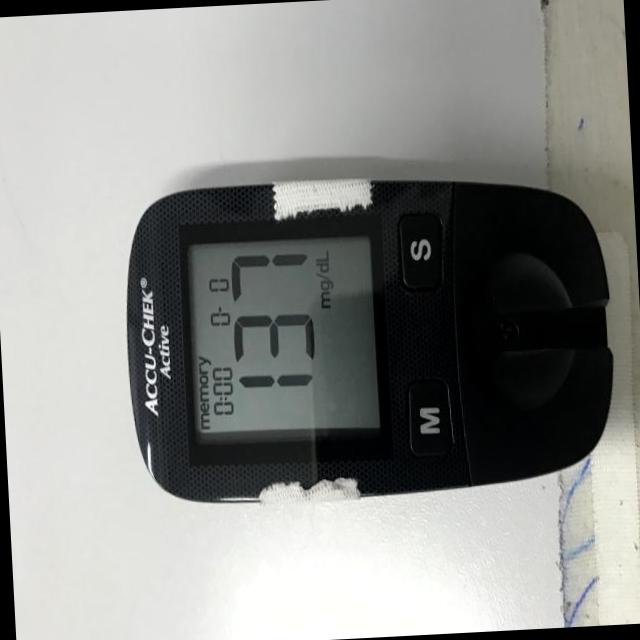 ACCU-CHEK®
Active
memory
0:00 0-0
137
mg/dL
M S